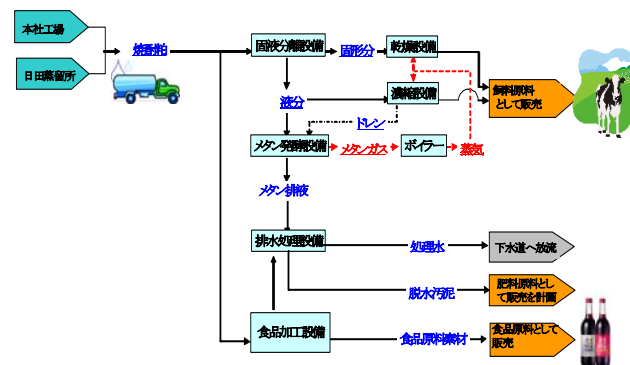 本社工場
日田蒸留所
焼酎粕
固液分離設備
固形分
乾燥設備
液分
濃縮設備
飼料原料
として販売
ドレン
メタン発酵設備
メタンガス
ボイラー
蒸気
メタン排液
排水処理設備
処理水
下水道へ放流
脱水汚泥
肥料原料とし
て販売を計画
食品加工設備
食品原料素材
食品原料として
販売